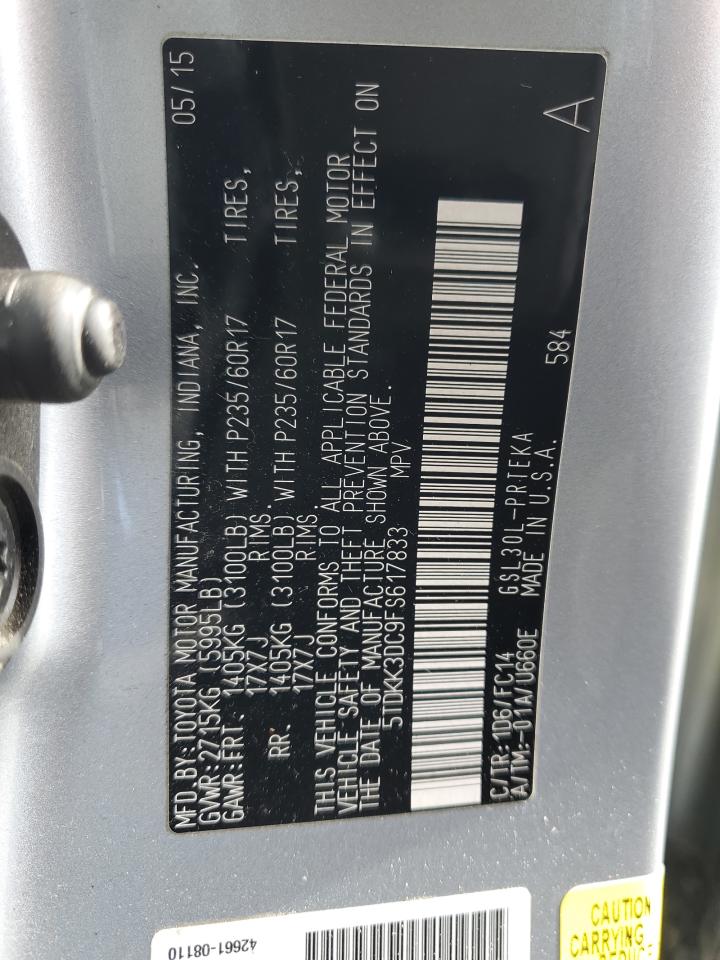 MFD.BY:TOYOTA MOTOR MANUFACTURING, INDIANA, INC. 05/15
GVWR:2715KG (5995LB)
GAWR:FRT. 1405KG (3100LB) WITH P235/60R17 TIRES,
17X7J RIMS.
RR. 1405KG (3100LB) WITH P235/60R17 TIRES,
17X7J RIMS.
THIS VEHICLE CONFORMS TO ALL APPLICABLE FEDERAL MOTOR
VEHICLE SAFETY AND THEFT PREVENTION STANDARDS IN EFFECT ON
THE DATE OF MANUFACTURE SHOWN ABOVE.
5TDKK3DC9FS617833 MPV
C/TR:1D6/FC14 GSL30L-PRTEKA 584
A/TM:-01A/U660E MADE IN U.S.A.
A
42661-08110
CAUTION
CARRYING
REDUCE